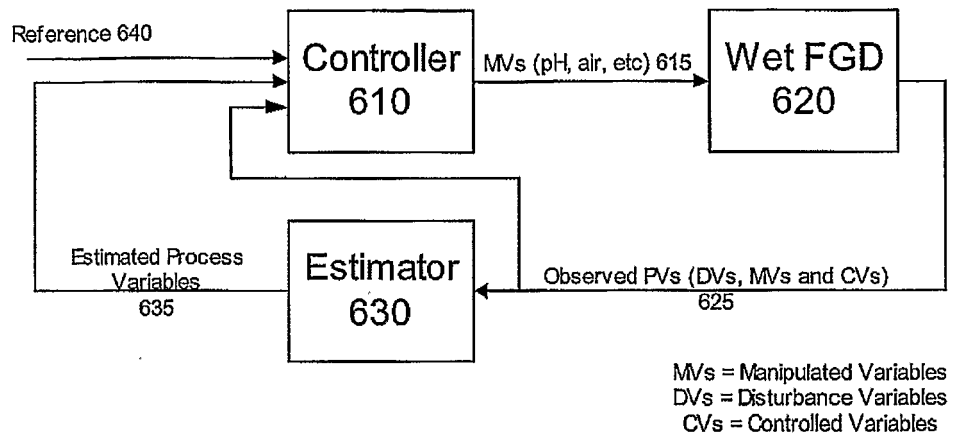 Reference 640
Controller
610
MVs (pH, air, etc) 615
Wet FGD
620
Estimated Process
Variables
635
Estimator
630
Observed PVs (DVs, MVs and CVs)
625
MVs = Manipulated Variables
DVs = Disturbance Variables
CVs = Controlled Variables